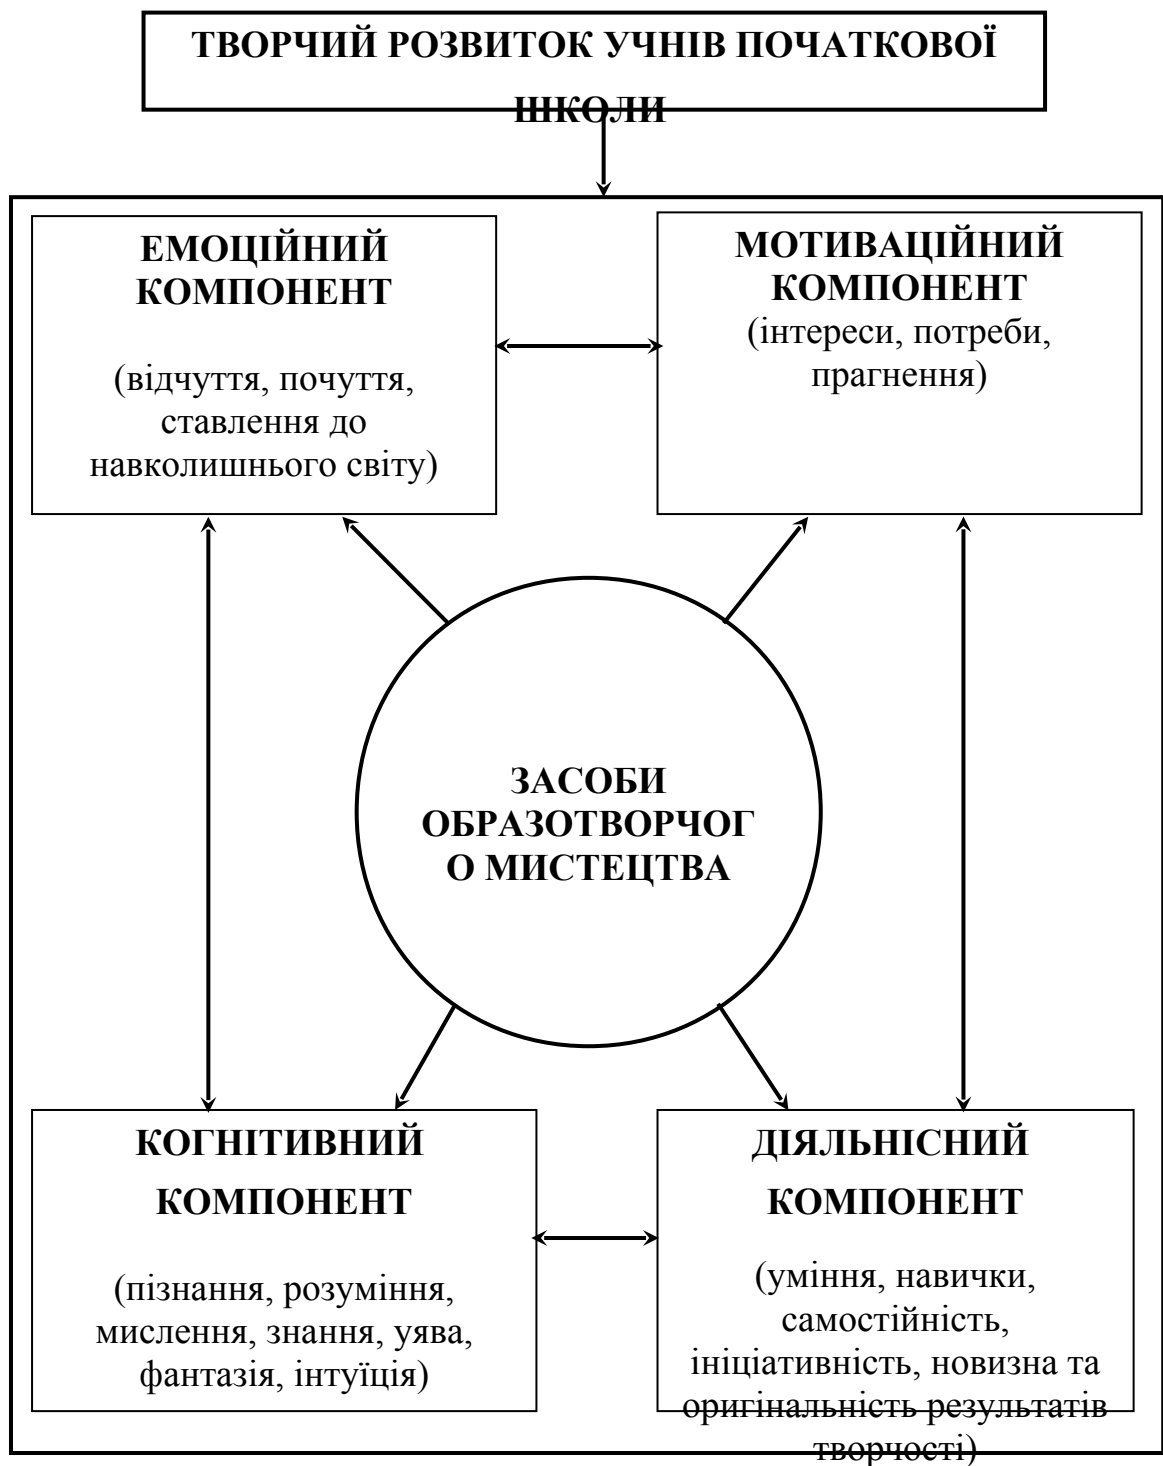 ТВОРЧИЙ РОЗВИТОК УЧНІВ ПОЧАТКОВОЇ
ШКОЛИ
ЕМОЦІЙНИЙ
КОМПОНЕНТ
(відчуття, почуття,
ставлення до
навколишнього світу)
МОТИВАЦІЙНИЙ
КОМПОНЕНТ
(інтереси, потреби,
прагнення)
ЗАСОБИ
ОБРАЗОТВОРЧОГ
О МИСТЕЦТВА
КОГНІТИВНИЙ
КОМПОНЕНТ
(пізнання, розуміння,
мислення, знання, уява,
фантазія, інтуїція)
ДІЯЛЬНІСНИЙ
КОМПОНЕНТ
(уміння, навички,
самостійність,
ініціативність, новизна та
оригінальність результатів
творчості)